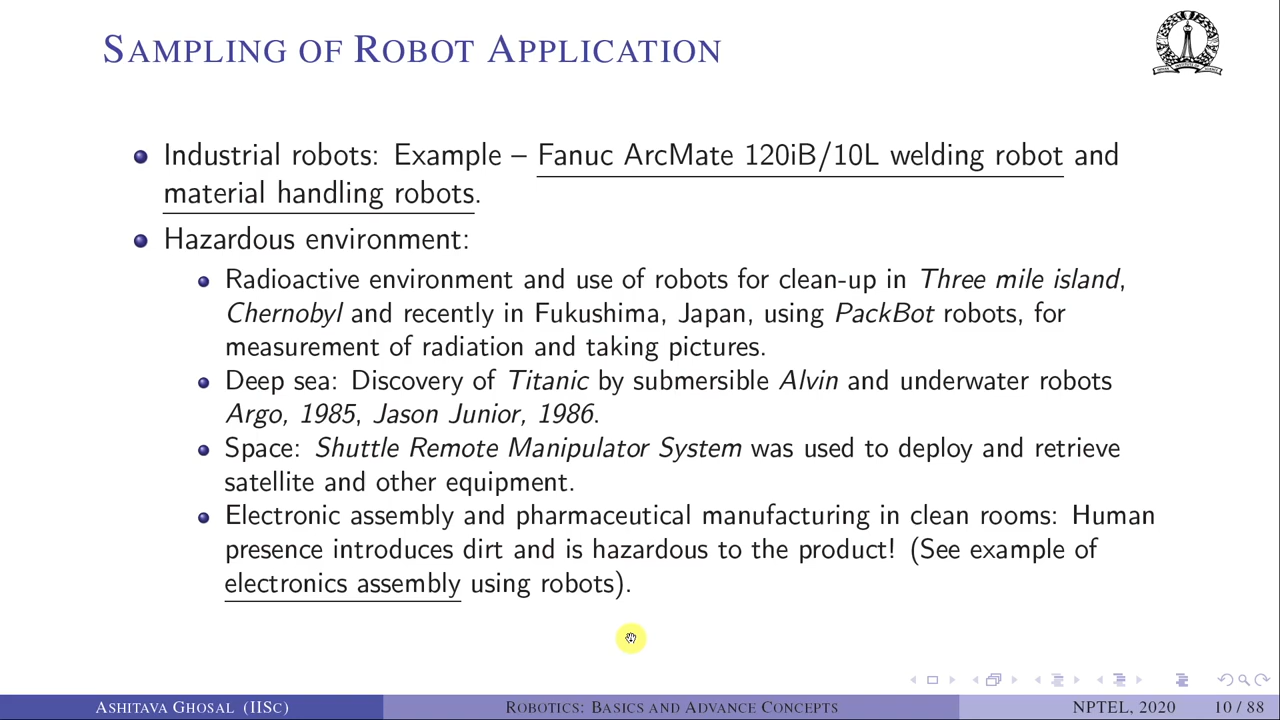 SAMPLING OF ROBOT APPLICATION
Industrial robots: Example – Fanuc ArcMate 120iB/10L welding robot and
material handling robots.
Hazardous environment:
Radioactive environment and use of robots for clean-up in Three mile island,
Chernobyl and recently in Fukushima, Japan, using PackBot robots, for
measurement of radiation and taking pictures.
Deep sea: Discovery of Titanic by submersible Alvin and underwater robots
Argo, 1985, Jason Junior, 1986.
Space: Shuttle Remote Manipulator System was used to deploy and retrieve
satellite and other equipment.
Electronic assembly and pharmaceutical manufacturing in clean rooms: Human
presence introduces dirt and is hazardous to the product! (See example of
electronics assembly using robots).
ASHITAVA GHOSAL (IISC) ROBOTICS: BASICS AND ADVANCE CONCEPTS NPTEL, 2020 10 / 88